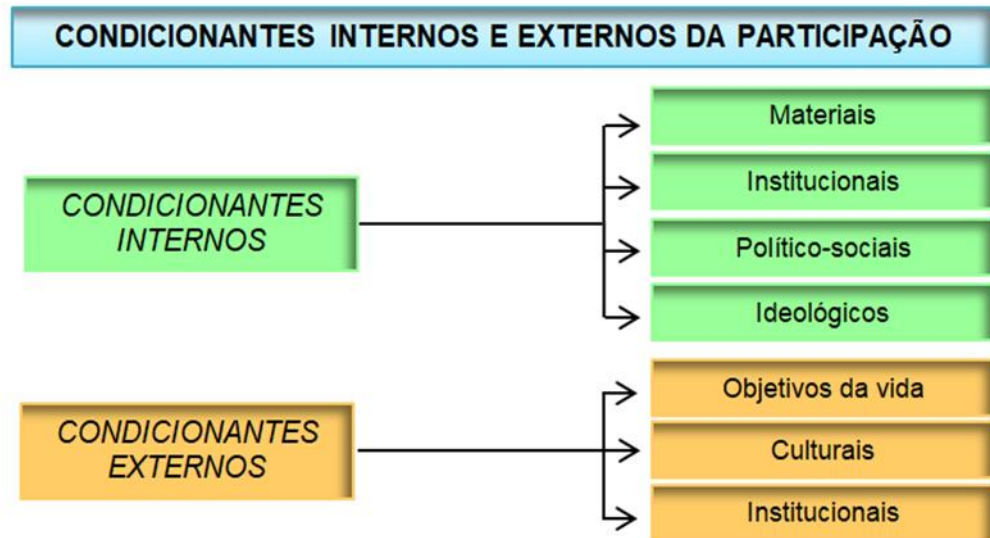 CONDICIONANTES INTERNOS E EXTERNOS DA PARTICIPAÇÃO
CONDICIONANTES
INTERNOS
Materiais
Institucionais
Político-sociais
Ideológicos
CONDICIONANTES
EXTERNOS
Objetivos da vida
Culturais
Institucionais